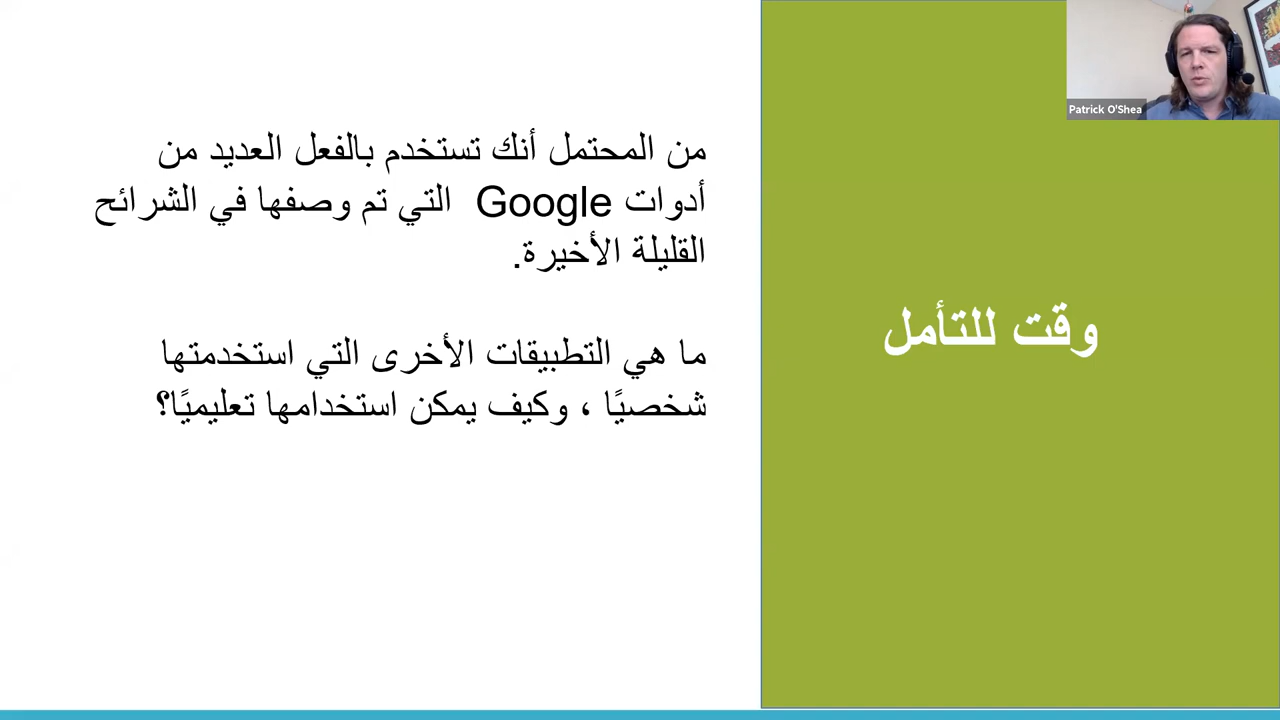 من المحتمل أنك تستخدم بالفعل العديد من
أدوات Google التي تم وصفها في الشرائح
القليلة الأخيرة.
ما هي التطبيقات الأخرى التي استخدمتها
شخصيًا ، وكيف يمكن استخدامها تعليميًا؟
وقت للتأمل
Patrick O'Shea